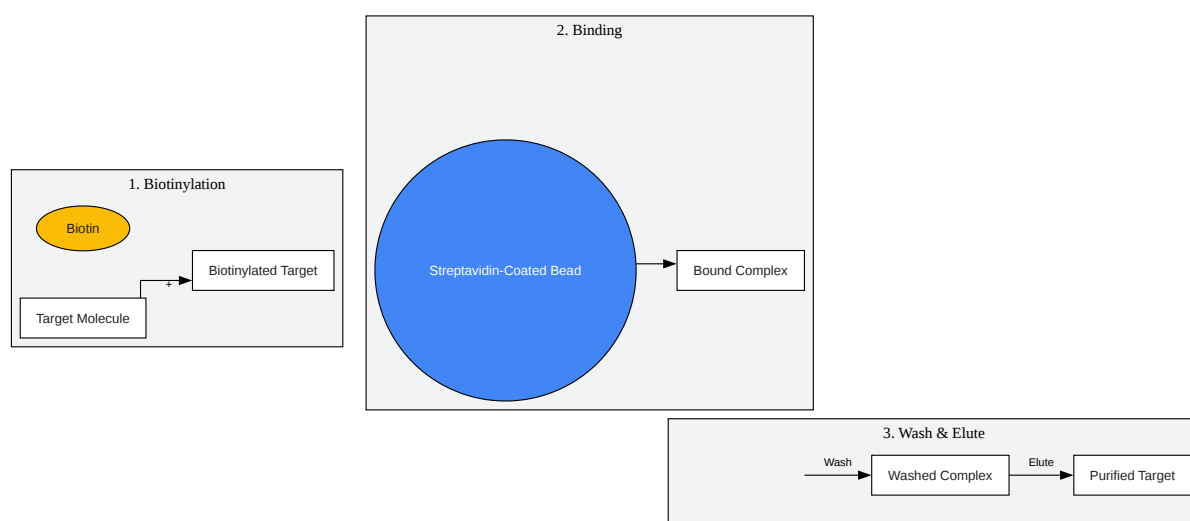 1. Biotinylation
Biotin
Biotinylated Target
+
Target Molecule
2. Binding
Streptavidin-Coated Bead
Bound Complex
3. Wash & Elute
Wash
Washed Complex
Elute
Purified Target